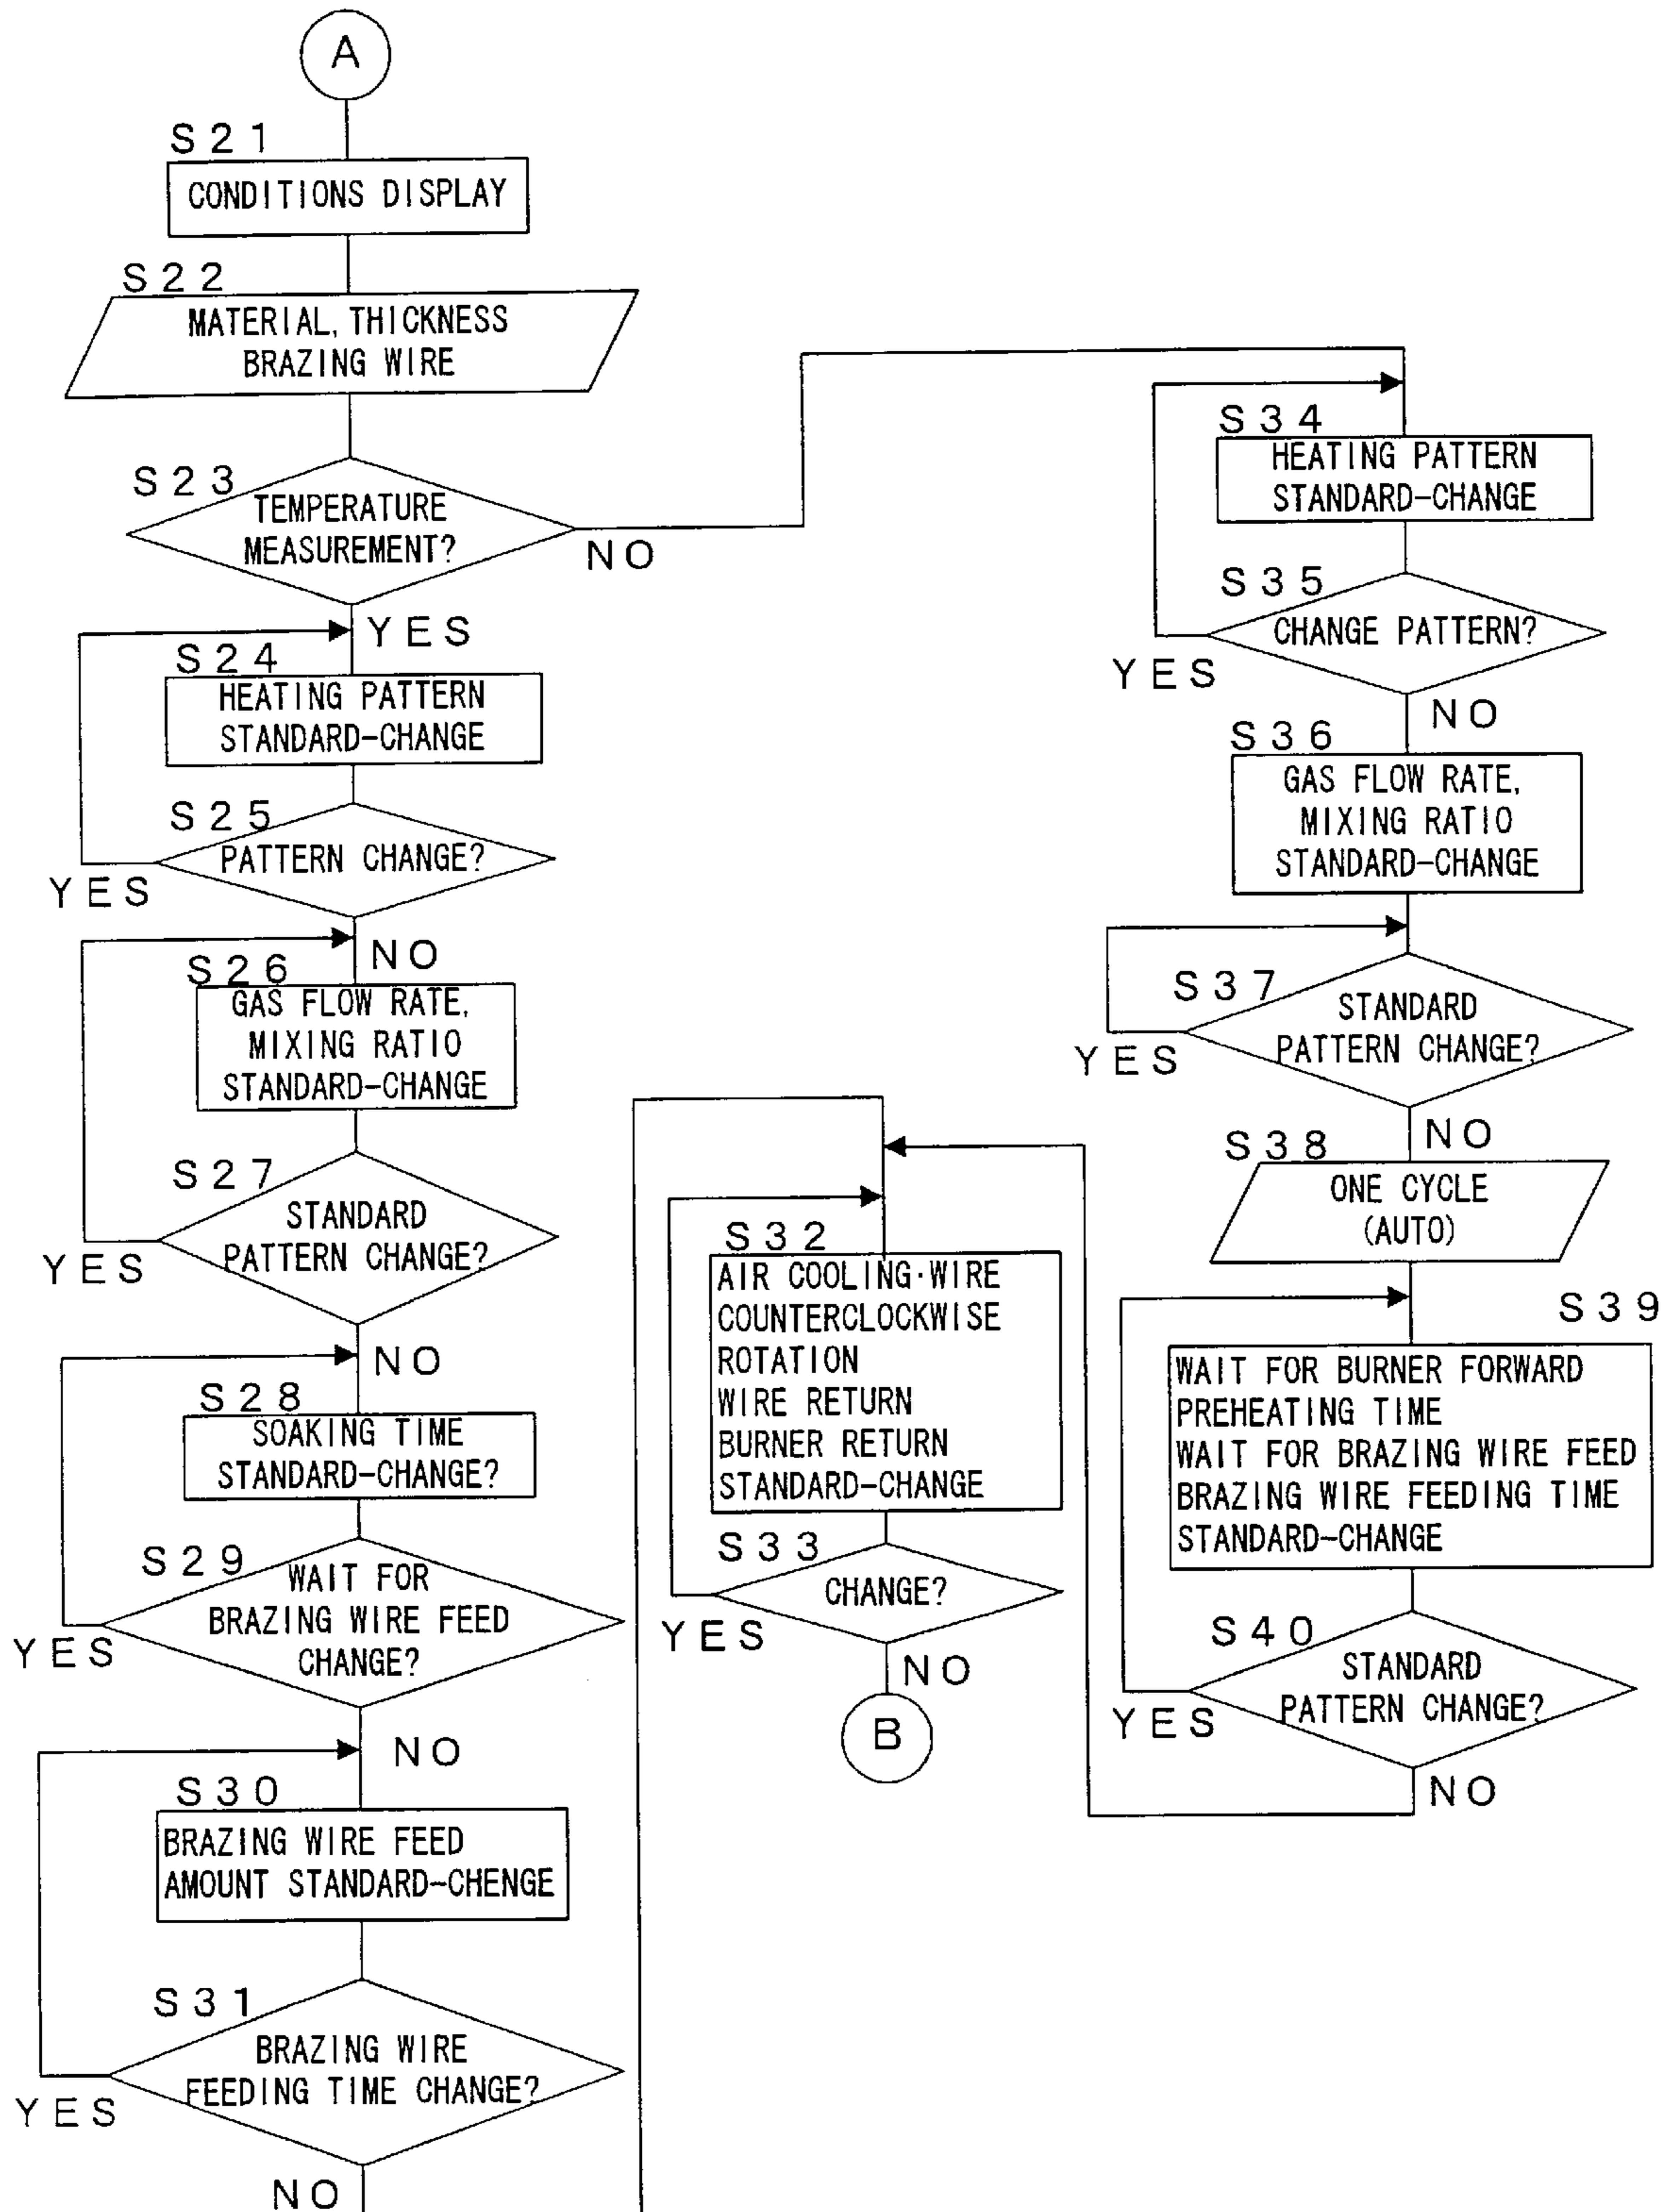 A
S21
CONDITIONS DISPLAY
S22
MATERIAL, THICKNESS
BRAZING WIRE
S23
TEMPERATURE
MEASUREMENT?
NO
YES
S24
HEATING PATTERN
STANDARD-CHANGE
S25
PATTERN CHANGE?
YES
NO
S26
GAS FLOW RATE,
MIXING RATIO
STANDARD-CHANGE
S27
STANDARD
PATTERN CHANGE?
YES
NO
S28
SOAKING TIME
STANDARD-CHANGE?
S29
WAIT FOR
BRAZING WIRE FEED
CHANGE?
YES
NO
S30
BRAZING WIRE FEED
AMOUNT STANDARD-CHENGE
S31
BRAZING WIRE
FEEDING TIME CHANGE?
YES
NO
S32
AIR COOLING·WIRE
COUNTERCLOCKWISE
ROTATION
WIRE RETURN
BURNER RETURN
STANDARD-CHANGE
S33
CHANGE?
YES
NO
B
S34
HEATING PATTERN
STANDARD-CHANGE
S35
CHANGE PATTERN?
YES
NO
S36
GAS FLOW RATE,
MIXING RATIO
STANDARD-CHANGE
S37
STANDARD
PATTERN CHANGE?
YES
NO
S38
ONE CYCLE
(AUTO)
S39
WAIT FOR BURNER FORWARD
PREHEATING TIME
WAIT FOR BRAZING WIRE FEED
BRAZING WIRE FEEDING TIME
STANDARD-CHANGE
S40
STANDARD
PATTERN CHANGE?
YES
NO